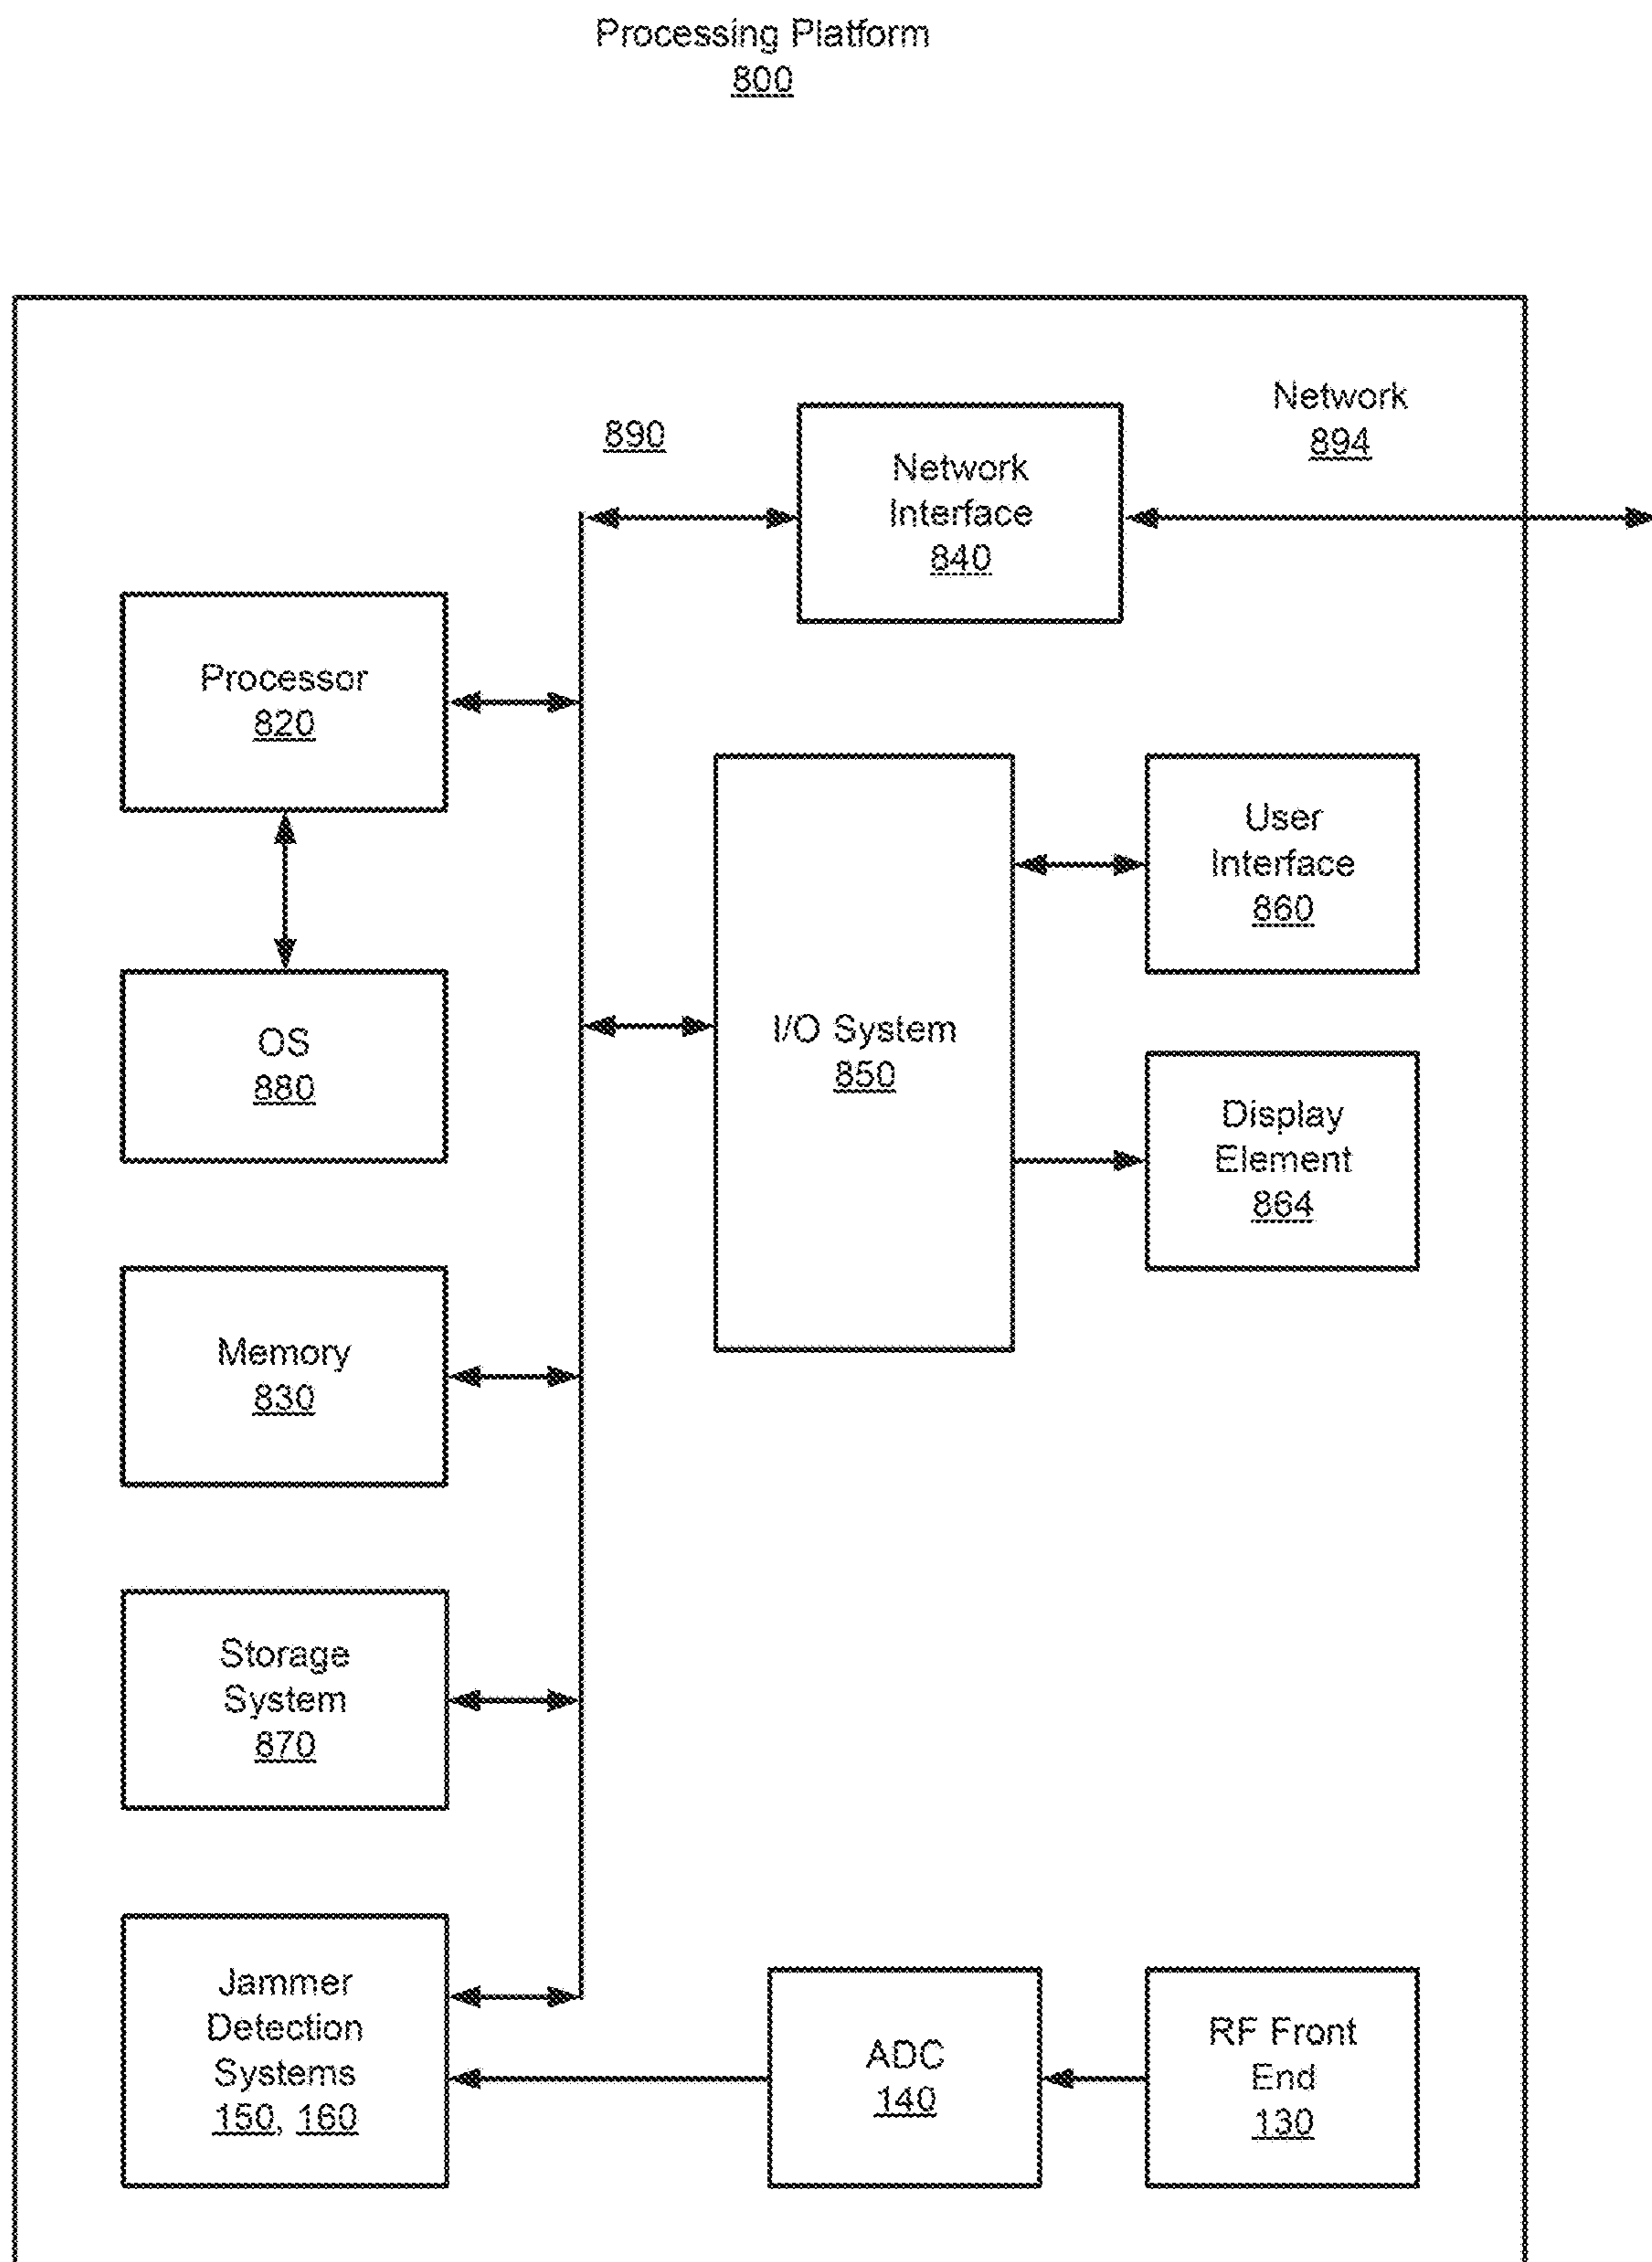 Processing Platform
800
890
Network
Interface
840
Network
894
Processor
820
User
Interface
860
OS
880
I/O System
850
Display
Element
864
Memory
830
Storage
System
870
Jammer
Detection
Systems
150, 160
ADC
140
RF Front
End
130